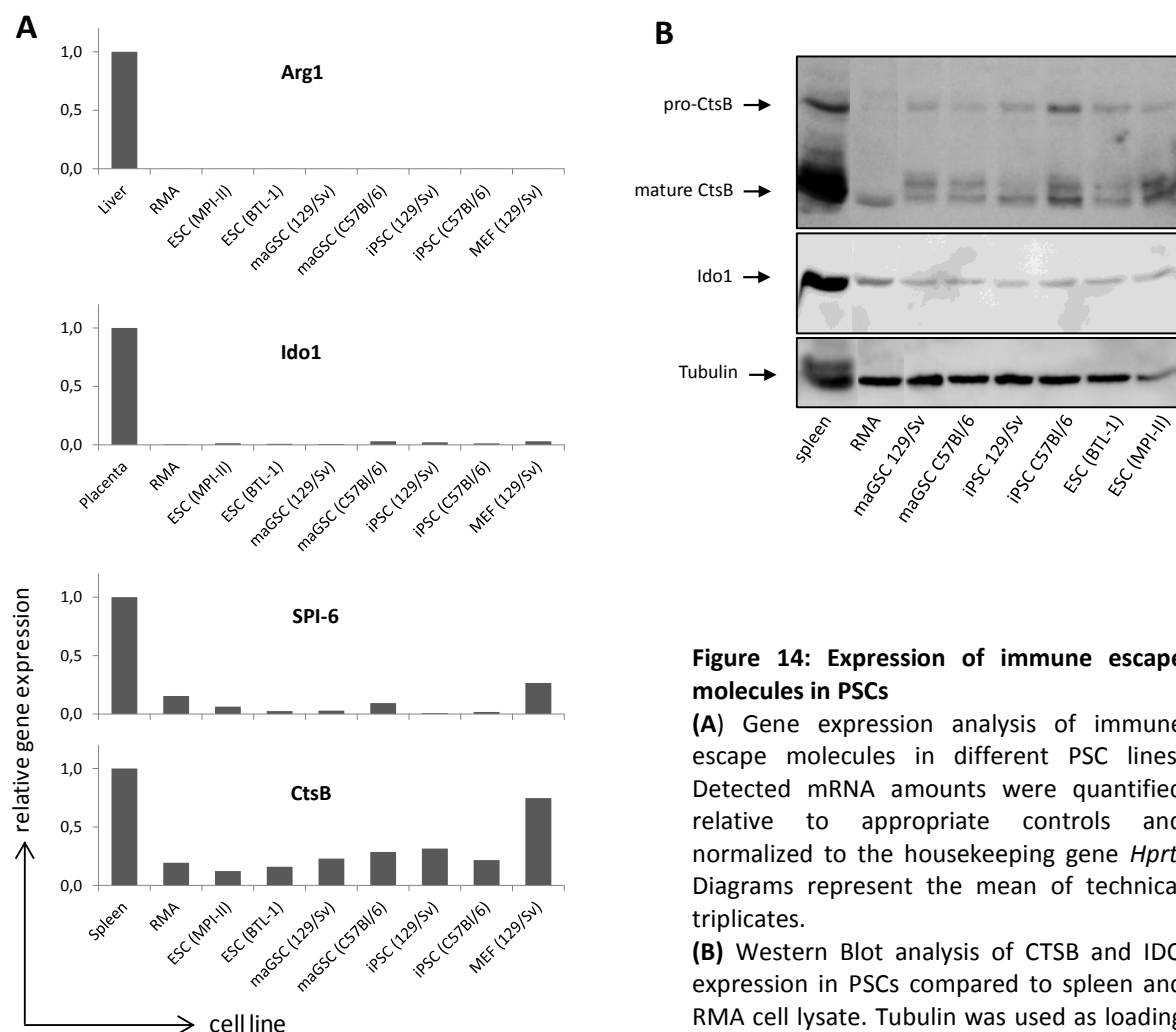 A
1,0
Arg1
0,5
0,0
Liver
RMA
ESC (MPI-II)
ESC (BTL-1)
maGSC (129/Sv)
maGSC (C57Bl/6)
iPSC (129/Sv)
iPSC (C57Bl/6)
MEF (129/Sv)
1,0
Ido1
0,5
0,0
Placenta
RMA
ESC (MPI-II)
ESC (BTL-1)
maGSC (129/Sv)
maGSC (C57Bl/6)
iPSC (129/Sv)
iPSC (C57Bl/6)
MEF (129/Sv)
relative gene expression
1,0
SPI-6
0,5
0,0
1,0
CtsB
0,5
0,0
Spleen
RMA
ESC (MPI-II)
ESC (BTL-1)
maGSC (129/Sv)
maGSC (C57Bl/6)
iPSC (129/Sv)
iPSC (C57Bl/6)
MEF (129/Sv)
cell line
B
pro-CtsB
mature CtsB
Ido1
Tubulin
spleen
RMA
maGSC 129/Sv
maGSC C57Bl/6
iPSC 129/Sv
iPSC C57Bl/6
ESC (BTL-1)
ESC (MPI-II)
Figure 14: Expression of immune escape
molecules in PSCs
(A) Gene expression analysis of immune
escape molecules in different PSC lines
Detected mRNA amounts were quantified
relative to appropriate controls and
normalized to the housekeeping gene Hprt
Diagrams represent the mean of technica
triplicates.
(B) Western Blot analysis of CTSB and IDO
expression in PSCs compared to spleen and
RMA cell lysate. Tubulin was used as loading